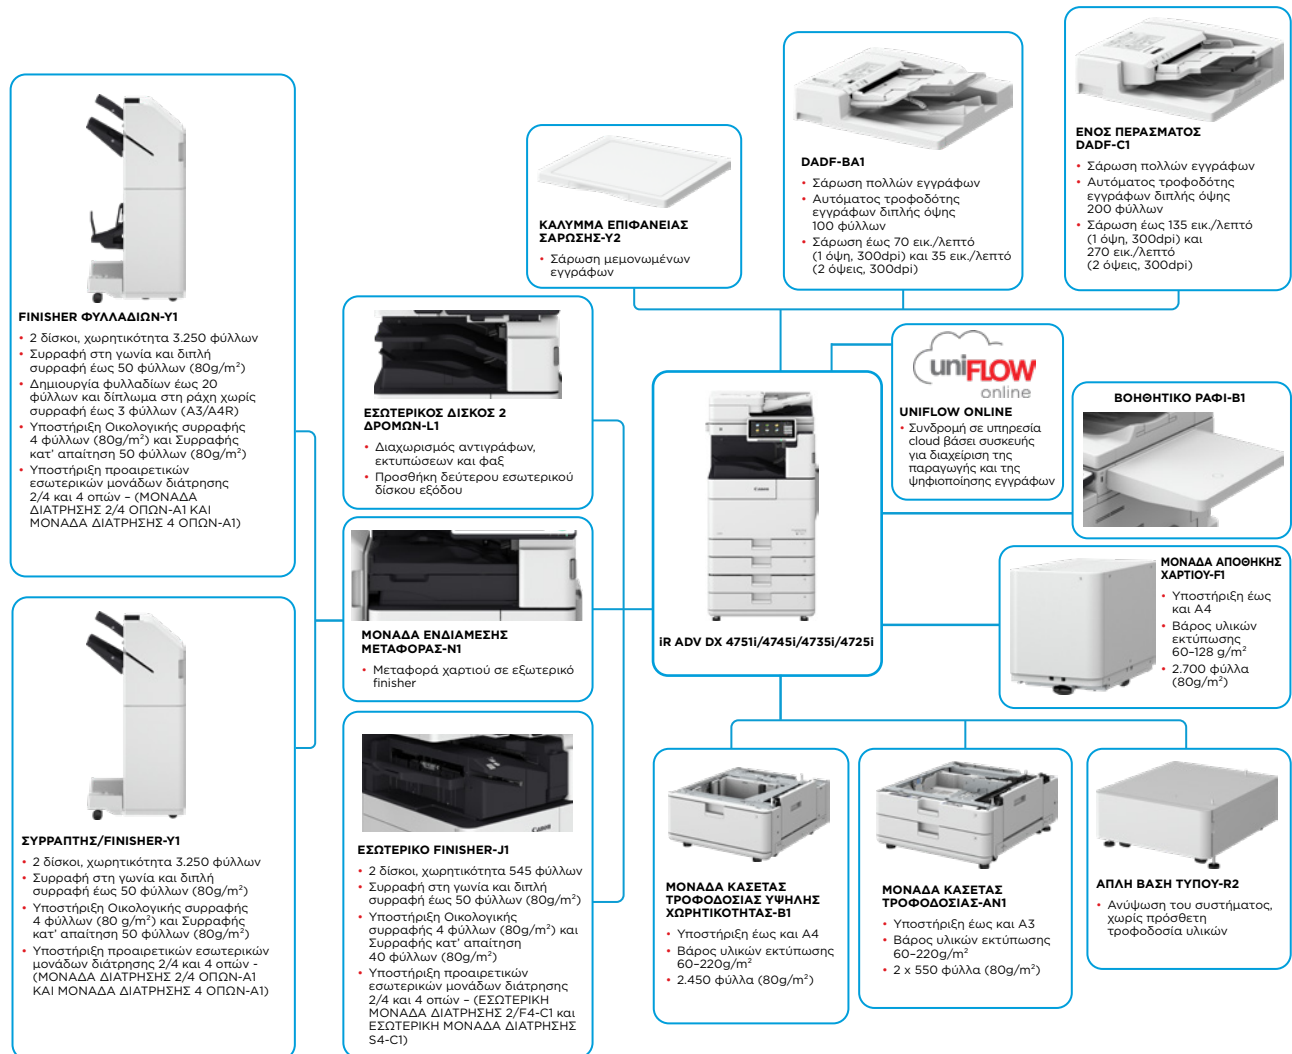 FINISHER ΦΥΛΛΑΔΙΩΝ-Y1
• 2 δίσκοι, χωρητικότητα 3.250 φύλλων
• Συρραφή στη γωνία και διπλή
συρραφή έως 50 φύλλων (80g/m²)
• Δημιουργία φυλλαδίων έως 20
φύλλων και δίπλωμα στη ράχη χωρίς
συρραφή έως 3 φύλλων (A3/A4R)
• Υποστήριξη Οικολογικής συρραφής
4 φύλλων (80g/m²) και Συρραφής
κατ' απαίτηση 50 φύλλων (80g/m²)
• Υποστήριξη προαιρετικών
εσωτερικών μονάδων διάτρησης
2/4 και 4 οπών – (ΜΟΝΑΔΑ
ΔΙΑΤΡΗΣΗΣ 2/4 ΟΠΩΝ-A1 ΚΑΙ
ΜΟΝΑΔΑ ΔΙΑΤΡΗΣΗΣ 4 ΟΠΩΝ-A1)
ΣΥΡΡΑΠΤΗΣ/FINISHER-Y1
• 2 δίσκοι, χωρητικότητα 3.250 φύλλων
• Συρραφή στη γωνία και διπλή
συρραφή έως 50 φύλλων (80g/m²)
• Υποστήριξη Οικολογικής συρραφής
4 φύλλων (80 g/m²) και Συρραφής
κατ' απαίτηση 50 φύλλων (80g/m²)
• Υποστήριξη προαιρετικών εσωτερικών
μονάδων διάτρησης 2/4 και 4 οπών -
(ΜΟΝΑΔΑ ΔΙΑΤΡΗΣΗΣ 2/4 ΟΠΩΝ-A1
ΚΑΙ ΜΟΝΑΔΑ ΔΙΑΤΡΗΣΗΣ 4 ΟΠΩΝ-A1)
ΕΣΩΤΕΡΙΚΟΣ ΔΙΣΚΟΣ 2
ΔΡΟΜΩΝ-L1
• Διαχωρισμός αντιγράφων,
εκτυπώσεων και φαξ
• Προσθήκη δεύτερου εσωτερικού
δίσκου εξόδου
ΜΟΝΑΔΑ ΕΝΔΙΑΜΕΣΗΣ
ΜΕΤΑΦΟΡΑΣ-N1
• Μεταφορά χαρτιού σε εξωτερικό
finisher
Canon
ΕΣΩΤΕΡΙΚΟ FINISHER-J1
• 2 δίσκοι, χωρητικότητα 545 φύλλων
• Συρραφή στη γωνία και διπλή
συρραφή έως 50 φύλλων (80g/m²)
• Υποστήριξη Οικολογικής
συρραφής 4 φύλλων (80g/m²) και
Συρραφής κατ' απαίτηση
40 φύλλων (80g/m²)
• Υποστήριξη προαιρετικών
εσωτερικών μονάδων διάτρησης
2/4 και 4 οπών – (ΕΣΩΤΕΡΙΚΗ
ΜΟΝΑΔΑ ΔΙΑΤΡΗΣΗΣ 2/F4-C1 και
ΕΣΩΤΕΡΙΚΗ ΜΟΝΑΔΑ ΔΙΑΤΡΗΣΗΣ
S4-C1)
ΚΑΛΥΜΜΑ ΕΠΙΦΑΝΕΙΑΣ
ΣΑΡΩΣΗΣ-Y2
• Σάρωση μεμονωμένων
εγγράφων
DADF-BA1
• Σάρωση πολλών εγγράφων
• Αυτόματος τροφοδότης
εγγράφων διπλής όψης
100 φύλλων
• Σάρωση έως 70 εικ./λεπτό
(1 όψη, 300dpi) και 35 εικ./λεπτό
(2 όψεις, 300dpi)
ΕΝΟΣ ΠΕΡΑΣΜΑΤΟΣ
DADF-C1
• Σάρωση πολλών εγγράφων
• Αυτόματος τροφοδότης
εγγράφων διπλής όψης
200 φύλλων
• Σάρωση έως 135 εικ./λεπτό
(1 όψη, 300dpi) και
270 εικ./λεπτό
(2 όψεις, 300dpi)
uniFLOW
online
UNIFLOW ONLINE
• Συνδρομή σε υπηρεσία
cloud βάσει συσκευής
για διαχείριση της
παραγωγής και της
ψηφιοποίησης εγγράφων
ΒΟΗΘΗΤΙΚΟ ΡΑΦΙ-B1
Canon
iR ADV DX 4751i/4745i/4735i/4725i
ΜΟΝΑΔΑ ΑΠΟΘΗΚΗΣ
ΧΑΡΤΙΟΥ-F1
• Υποστήριξη έως
και A4
• Βάρος υλικών
εκτύπωσης
60–128 g/m²
• 2.700 φύλλα
(80g/m²)
ΜΟΝΑΔΑ ΚΑΣΕΤΑΣ
ΤΡΟΦΟΔΟΣΙΑΣ ΥΨΗΛΗΣ
ΧΩΡΗΤΙΚΟΤΗΤΑΣ-B1
• Υποστήριξη έως και A4
• Βάρος υλικών εκτύπωσης
60–220g/m²
• 2.450 φύλλα (80g/m²)
ΜΟΝΑΔΑ ΚΑΣΕΤΑΣ
ΤΡΟΦΟΔΟΣΙΑΣ-AN1
• Υποστήριξη έως και A3
• Βάρος υλικών εκτύπωσης
60–220g/m²
• 2 x 550 φύλλα (80g/m²)
ΑΠΛΗ ΒΑΣΗ ΤΥΠΟΥ-R2
• Ανύψωση του συστήματος,
χωρίς πρόσθετη
τροφοδοσία υλικών